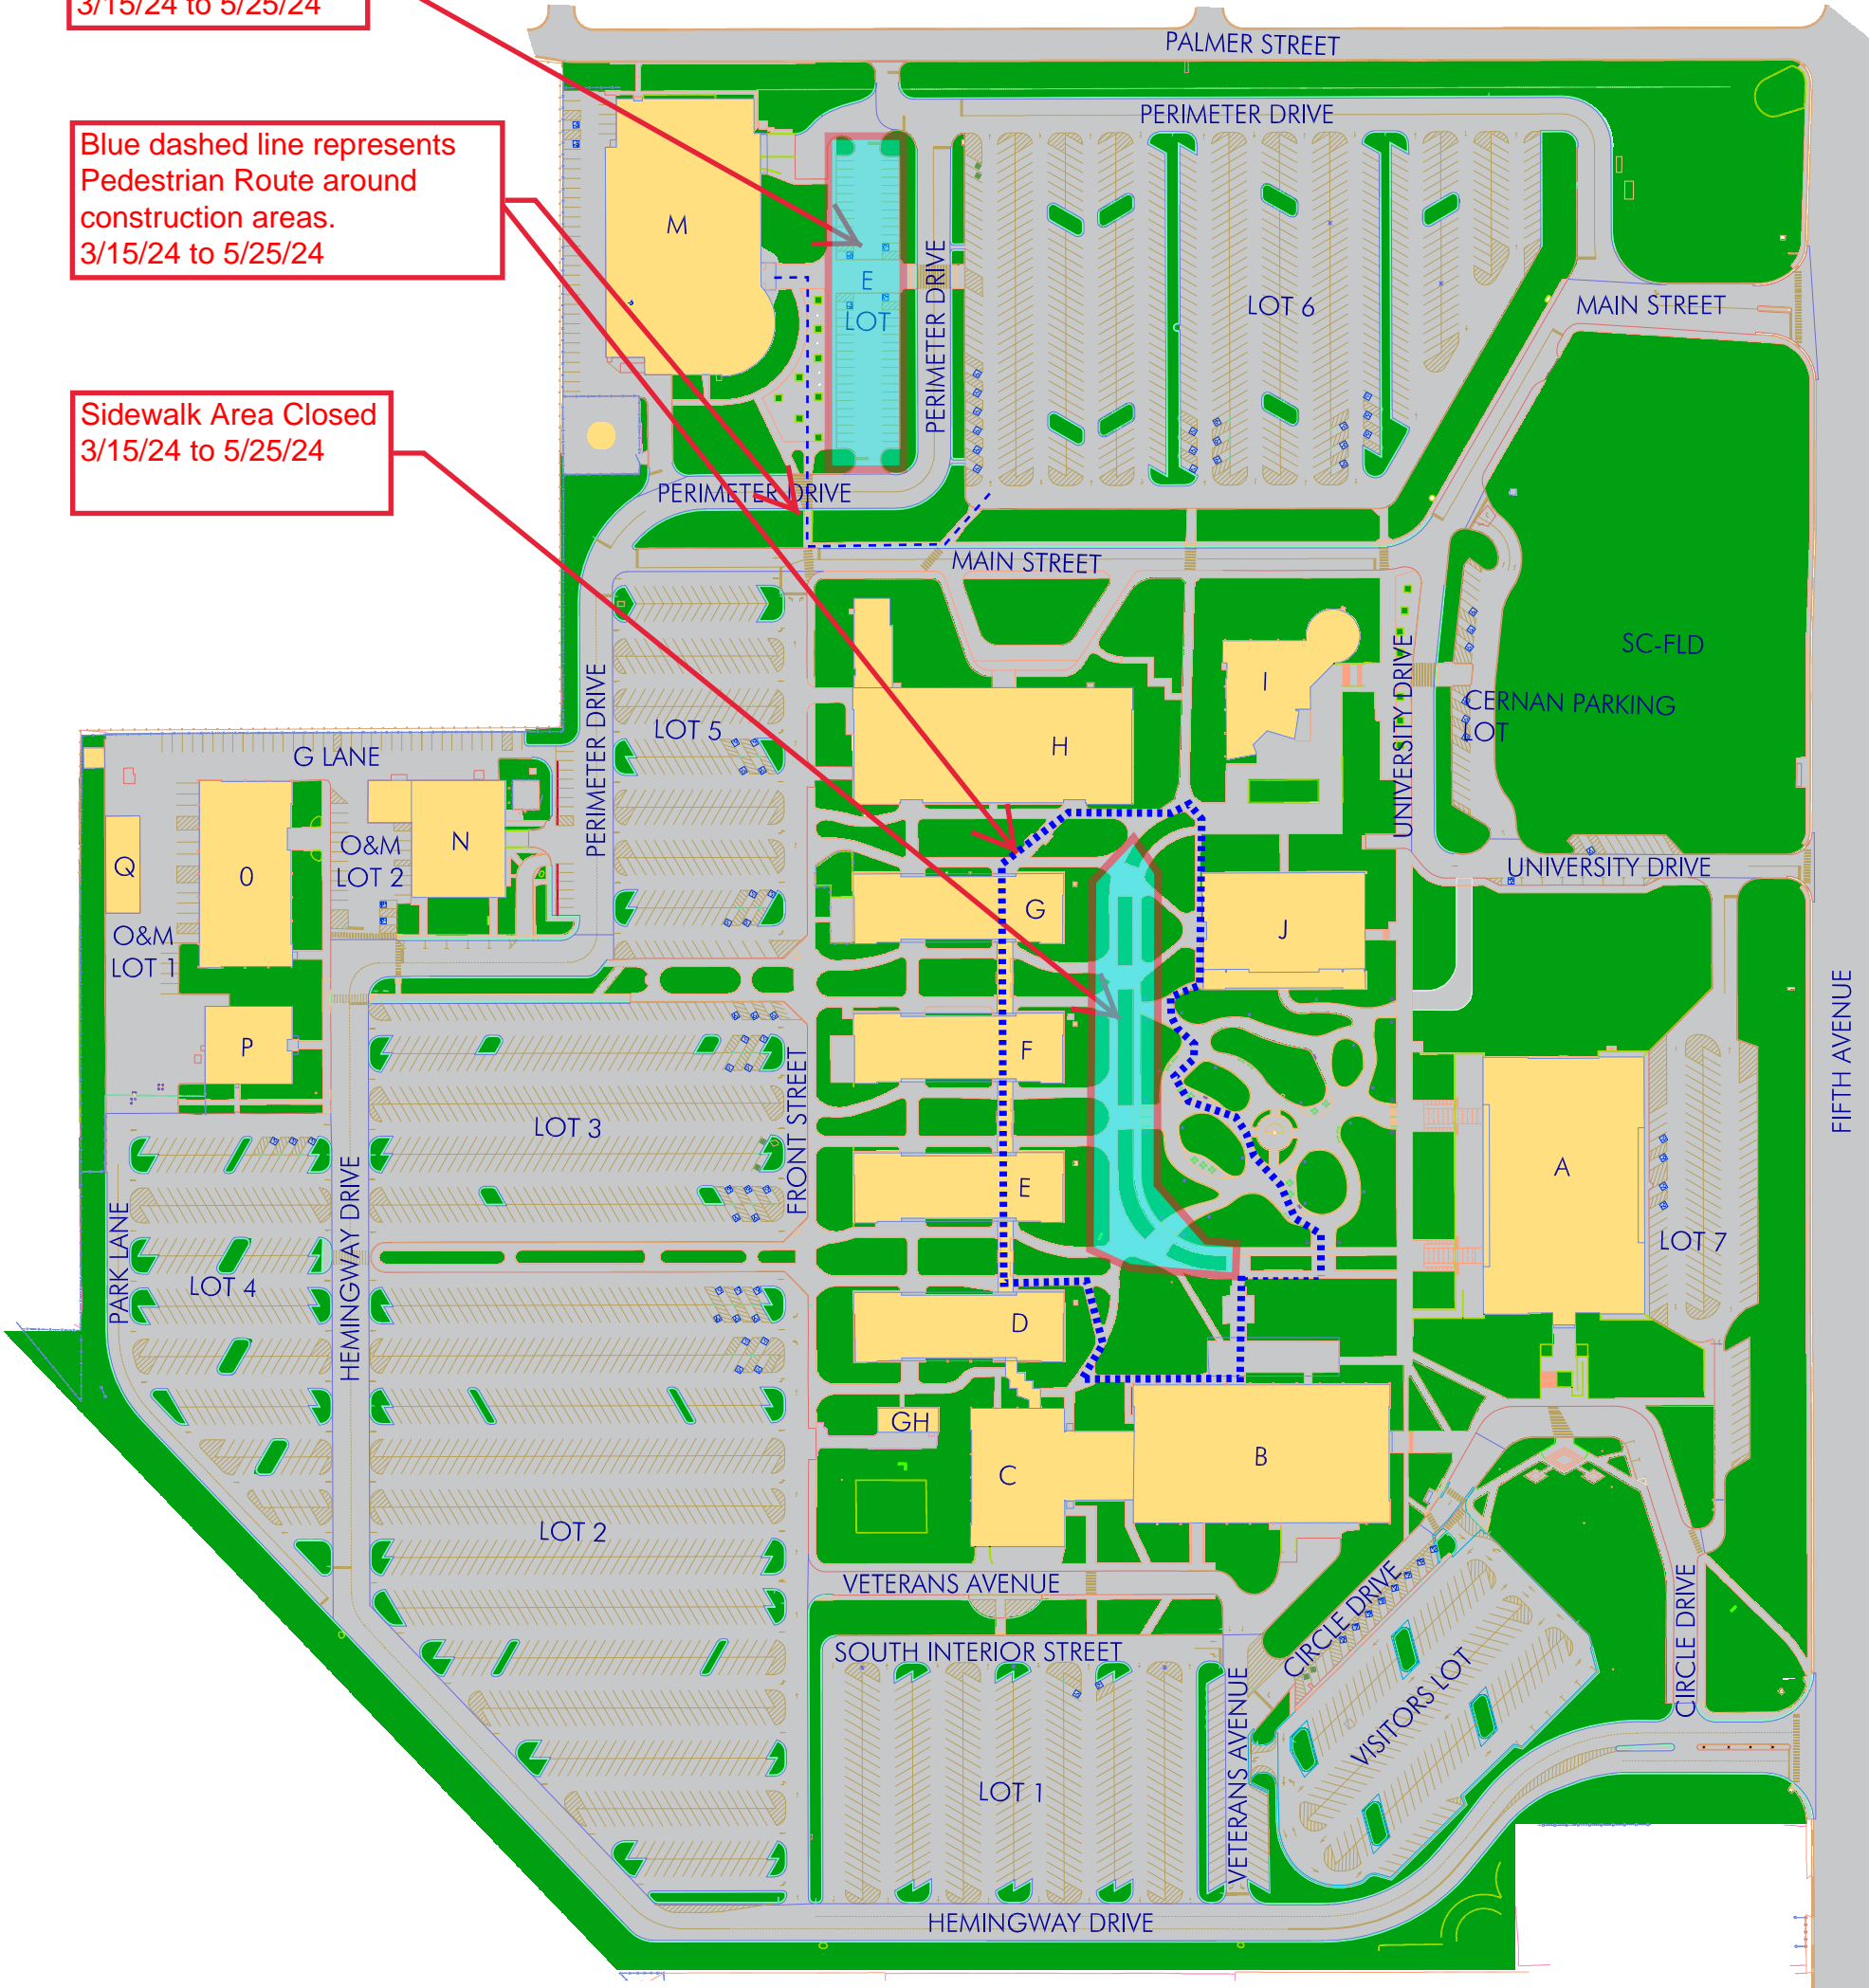 3/15/24 to 5/25/24
PALMER STREET
PERIMETER DRIVE
Blue dashed line represents
Pedestrian Route around
construction areas.
3/15/24 to 5/25/24
M
E
LOT
PERIMETER DRIVE
LOT 6
MAIN STREET
Sidewalk Area Closed
3/15/24 to 5/25/24
PERIMETER DRIVE
MAIN STREET
SC-FLD
I
UNIVERSITY DRIVE
CERNAN PARKING
LOT
PERIMETER DRIVE
LOT 5
H
G LANE
Q
0
O&M
LOT 2
N
UNIVERSITY DRIVE
G
J
O&M
LOT 1
P
F
FIFTH AVENUE
FRONT STREET
LOT 3
E
A
HEMINGWAY DRIVE
PARK LANE
LOT 4
LOT 7
D
GH
C
B
LOT 2
VETERANS AVENUE
CIRCLE DRIVE
CIRCLE DRIVE
SOUTH INTERIOR STREET
VISITORS LOT
VETERANS AVENUE
LOT 1
HEMINGWAY DRIVE